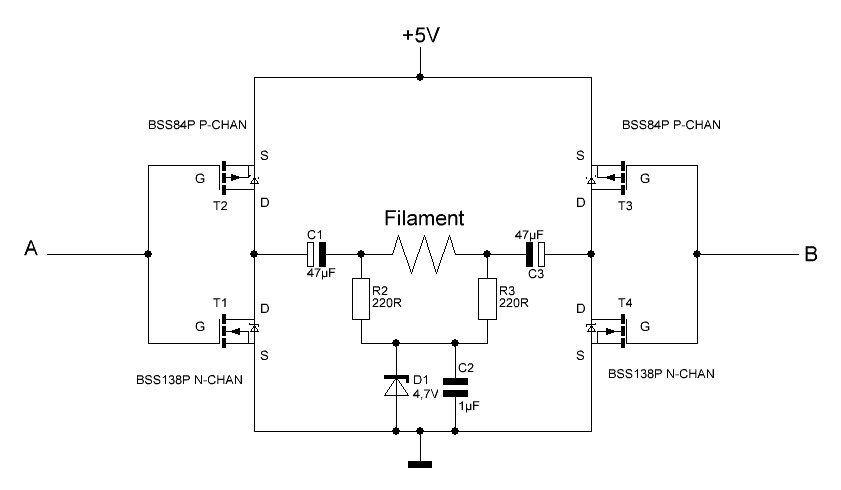 +5V
BSS84P P-CHAN
BSS84P P-CHAN
S
S
G
G
T2
D
D
T3
Filament
C1
47µF
A
B
47µF
C3
R2
220R
R3
220R
T1
D
D
T4
G
G
S
S
BSS138P N-CHAN
BSS138P N-CHAN
D1
4,7V
C2
1µF